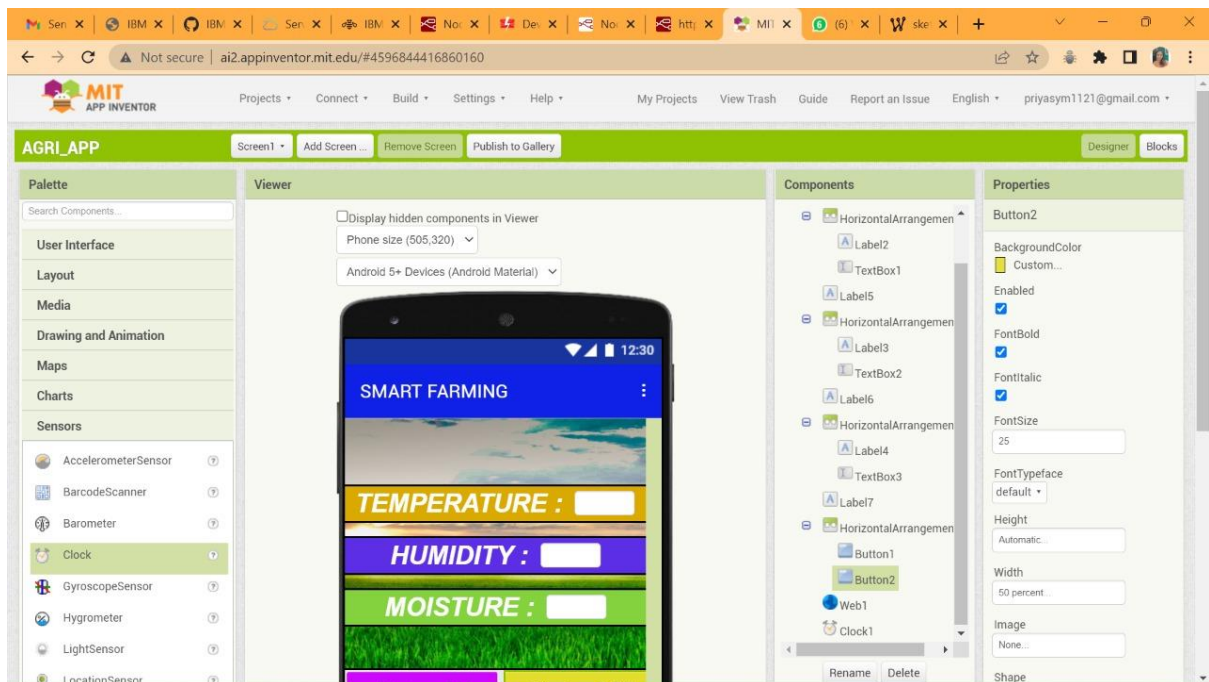 Sen
IBM
IBM
Sen
IBM
Noc
Dev
No
http
MIT
(6)
ske
Not secure | ai2.appinventor.mit.edu/#4596844416860160
MIT
APP INVENTOR
Projects Connect Build Settings Help My Projects View Trash Guide Report an Issue English priyasym1121@gmail.com
AGRI_APP
Screen1 Add Screen ... Remove Screen Publish to Gallery Designer Blocks
Palette
Search Components...
User Interface
Layout
Media
Drawing and Animation
Maps
Charts
Sensors
AccelerometerSensor
BarcodeScanner
Barometer
Clock
GyroscopeSensor
Hygrometer
LightSensor
LocationSensor
Viewer
Display hidden components in Viewer
Phone size (505,320)
Android 5+ Devices (Android Material)
12:30
SMART FARMING
TEMPERATURE :
HUMIDITY :
MOISTURE :
Components
HorizontalArrangemen
Label2
TextBox1
Label5
HorizontalArrangemen
Label3
TextBox2
Label6
HorizontalArrangemen
Label4
TextBox3
Label7
HorizontalArrangemen
Button1
Button2
Web1
Clock1
Rename Delete
Properties
Button2
BackgroundColor
Custom...
Enabled
FontBold
FontItalic
FontSize
25
FontTypeface
default
Height
Automatic...
Width
50 percent...
Image
None...
Shape